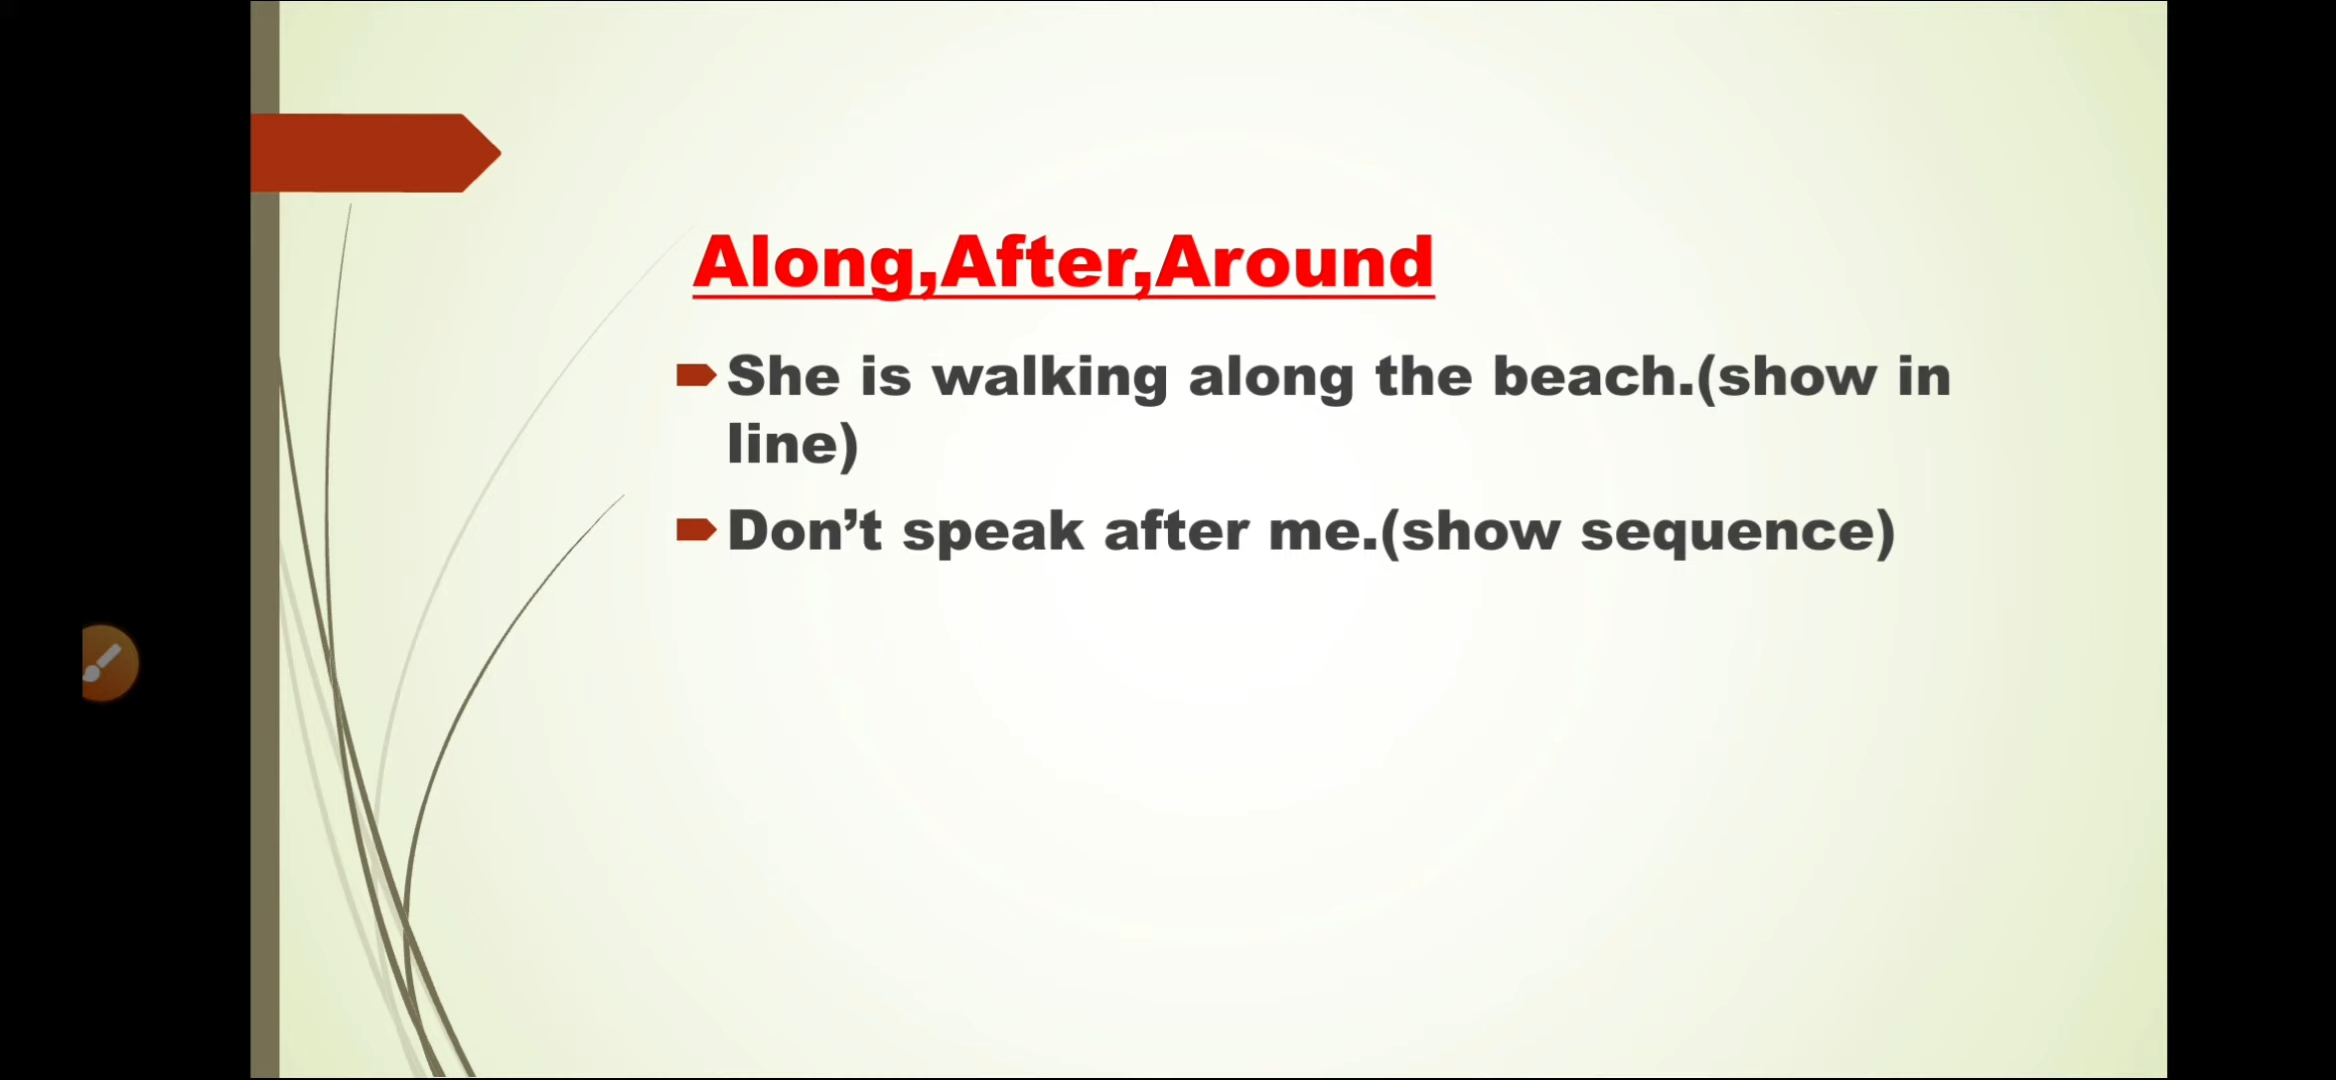 Along,After,Around
She is walking along the beach.(show in
line)
Don’t speak after me.(show sequence)